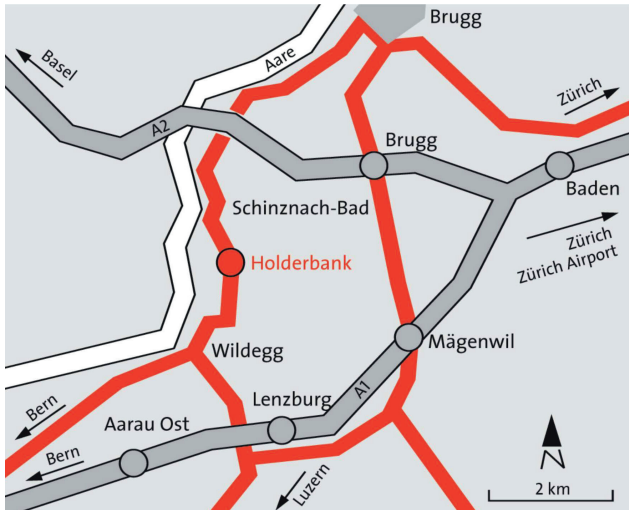 Brugg
Basel
Aare
Zürich
A2
Brugg
Baden
Schinznach-Bad
Zürich
Zürich Airport
Holderbank
Mägenwil
Wildegg
A1
Lenzburg
Bern
Aarau Ost
Bern
Luzern
2 km